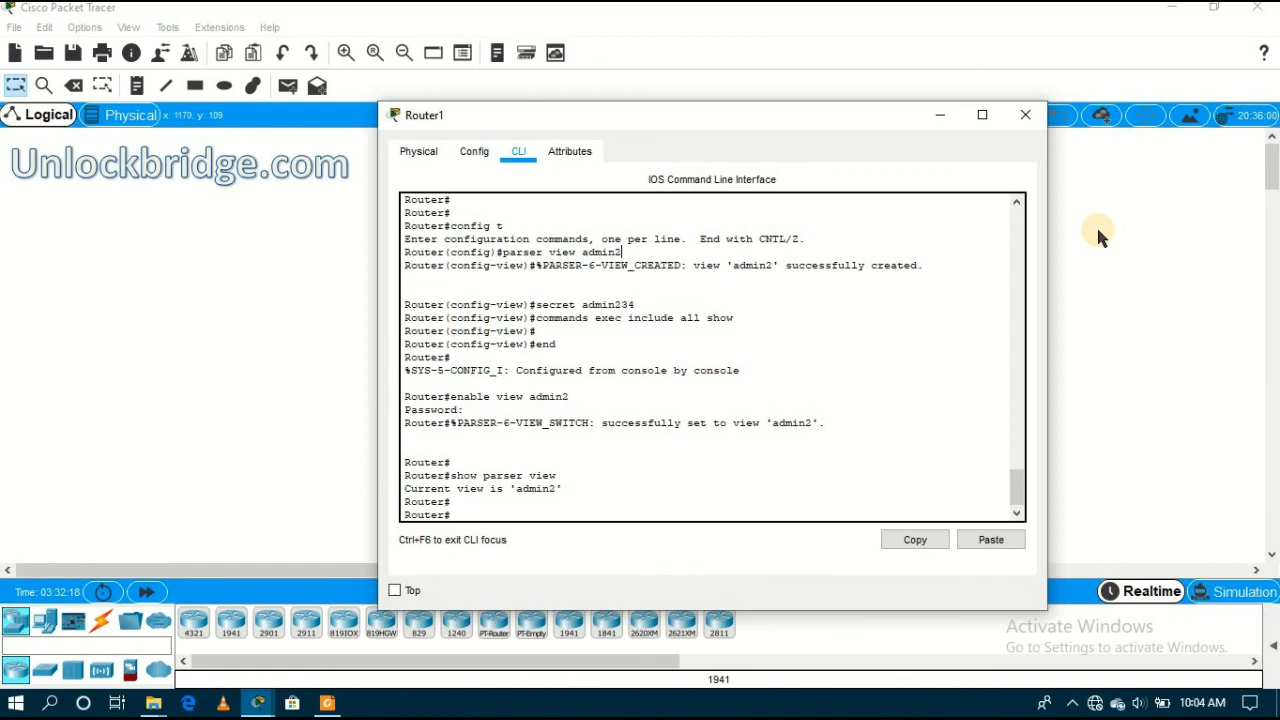 Cisco Packet Tracer
File Edit Options View Tools Extensions Help
Logical Physical x: 1170, y: 109
20:36:00
Unlockbridge.com
Router1
Physical Config CLI Attributes
IOS Command Line Interface
Router#
Router#
Router#config t
Enter configuration commands, one per line.  End with CNTL/Z.
Router(config)#parser view admin2
Router(config-view)#%PARSER-6-VIEW_CREATED: view 'admin2' successfully created.
Router(config-view)#secret admin234
Router(config-view)#commands exec include all show
Router(config-view)#
Router(config-view)#end
Router#
%SYS-5-CONFIG_I: Configured from console by console
Router#enable view admin2
Password:
Router#%PARSER-6-VIEW_SWITCH: successfully set to view 'admin2'.
Router#
Router#show parser view
Current view is 'admin2'
Router#
Router#
Ctrl+F6 to exit CLI focus
Copy Paste
Top
Time: 03:32:18
Realtime Simulation
4321 1941 2901 2911 819IOX 819HGW 829 1240 PT-Router PT-Empty 1941 1841 2620XM 2621XM 2811
Activate Windows
Go to Settings to activate Windows.
1941
10:04 AM